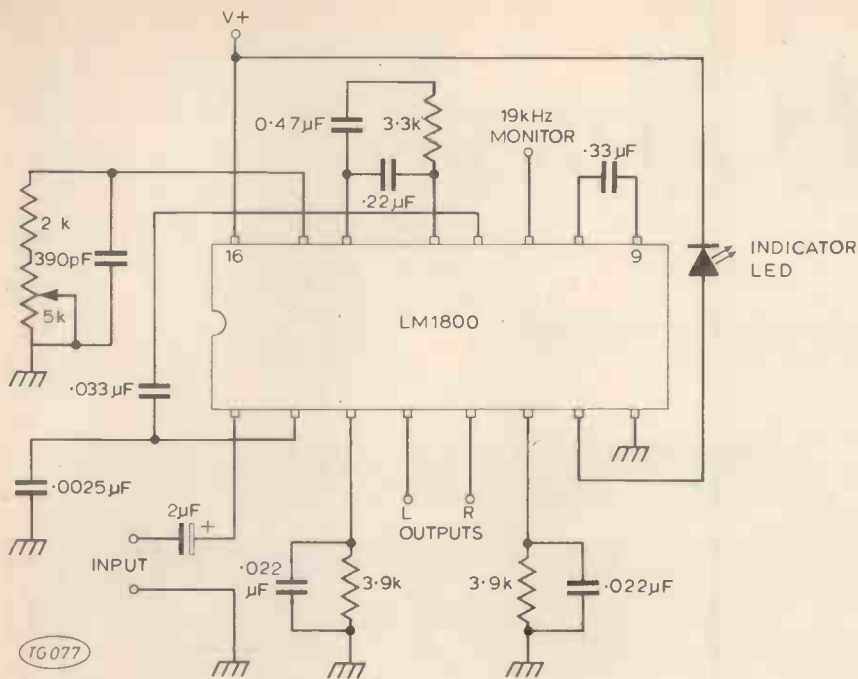 V+
0.47µF
3.3k
19kHz
MONITOR
.33µF
.22µF
2 k
390pF
5k
16
9
INDICATOR
LED
LM1800
.033µF
.0025µF
2µF
+
L
R
OUTPUTS
INPUT
.022
µF
3.9k
3.9k
.022µF
TG077